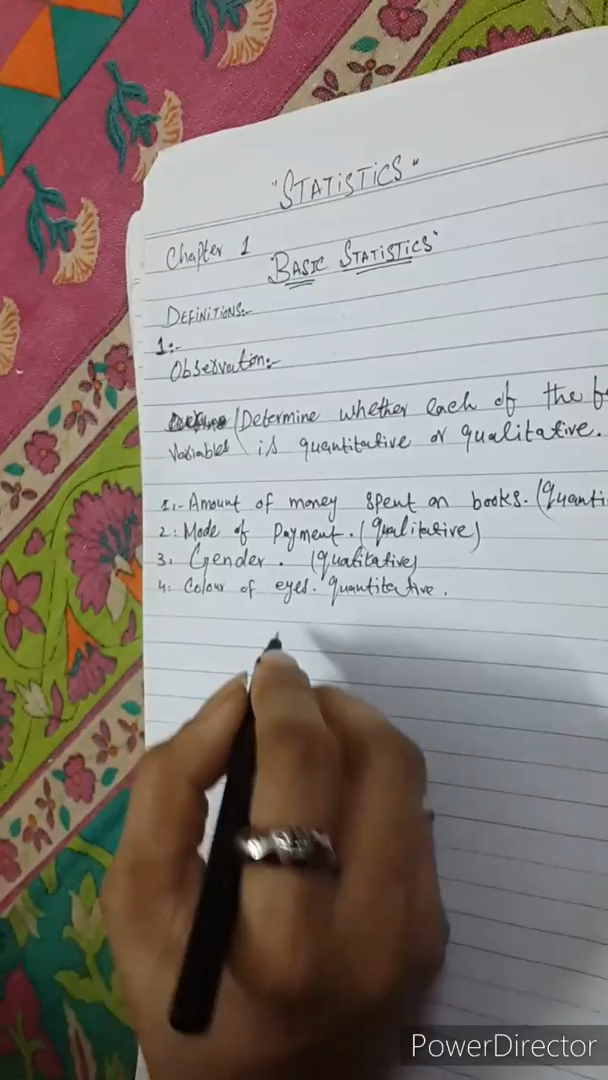 "STATISTICS"
Chapter 1
"BASIC STATISTICS"
DEFINITIONS:-
1:-
Observation:-
(Determine whether each of the
Variables is quantitative or qualitative.
1:- Amount of money spent on books. (quanti
2: Mode of Payment. (qualitative)
3: Gender. (qualitative)
4: Colour of eyes. quantitative.
PowerDirector